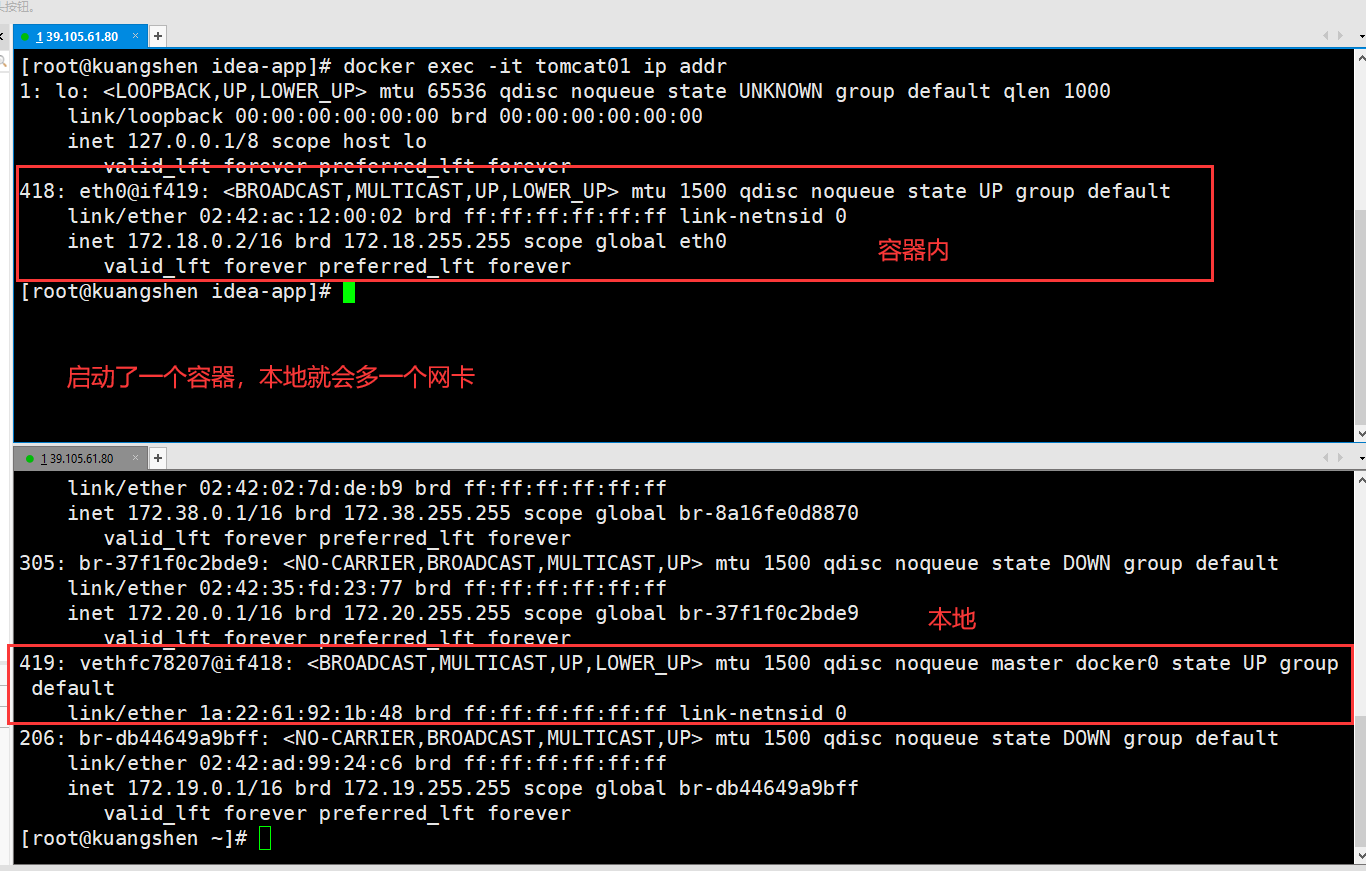 头按钮。
1 39.105.61.80 × +
[root@kuangshen idea-app]# docker exec -it tomcat01 ip addr
1: lo: <LOOPBACK,UP,LOWER_UP> mtu 65536 qdisc noqueue state UNKNOWN group default qlen 1000
link/loopback 00:00:00:00:00:00 brd 00:00:00:00:00:00
inet 127.0.0.1/8 scope host lo
valid_lft forever preferred_lft forever
418: eth0@if419: <BROADCAST,MULTICAST,UP,LOWER_UP> mtu 1500 qdisc noqueue state UP group default
link/ether 02:42:ac:12:00:02 brd ff:ff:ff:ff:ff:ff link-netnsid 0
inet 172.18.0.2/16 brd 172.18.255.255 scope global eth0
容器内
valid_lft forever preferred_lft forever
[root@kuangshen idea-app]#
启动了一个容器，本地就会多一个网卡
1 39.105.61.80 × +
link/ether 02:42:02:7d:de:b9 brd ff:ff:ff:ff:ff:ff
inet 172.38.0.1/16 brd 172.38.255.255 scope global br-8a16fe0d8870
valid_lft forever preferred_lft forever
305: br-37f1f0c2bde9: <NO-CARRIER,BROADCAST,MULTICAST,UP> mtu 1500 qdisc noqueue state DOWN group default
link/ether 02:42:35:fd:23:77 brd ff:ff:ff:ff:ff:ff
inet 172.20.0.1/16 brd 172.20.255.255 scope global br-37f1f0c2bde9
本地
valid_lft forever preferred_lft forever
419: vethfc78207@if418: <BROADCAST,MULTICAST,UP,LOWER_UP> mtu 1500 qdisc noqueue master docker0 state UP group
default
link/ether 1a:22:61:92:1b:48 brd ff:ff:ff:ff:ff:ff link-netnsid 0
206: br-db44649a9bff: <NO-CARRIER,BROADCAST,MULTICAST,UP> mtu 1500 qdisc noqueue state DOWN group default
link/ether 02:42:ad:99:24:c6 brd ff:ff:ff:ff:ff:ff
inet 172.19.0.1/16 brd 172.19.255.255 scope global br-db44649a9bff
valid_lft forever preferred_lft forever
[root@kuangshen ~]#